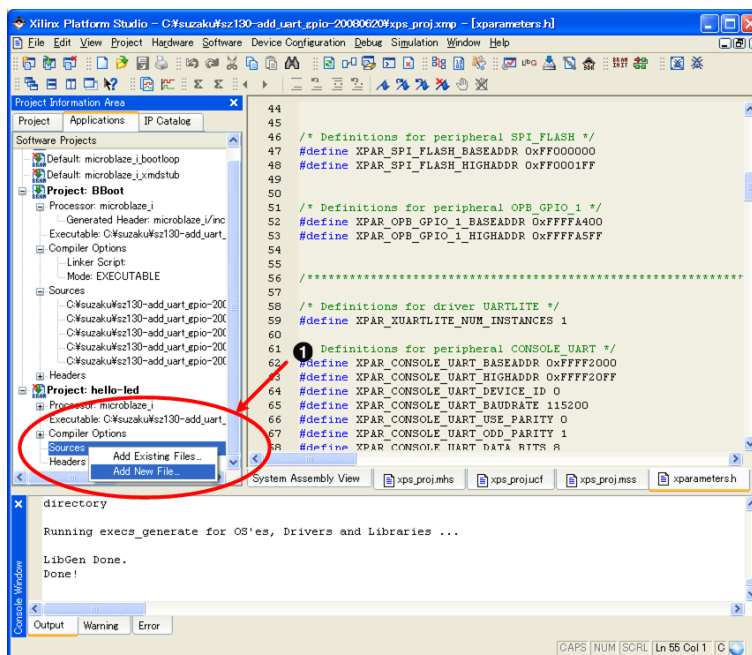 Xilinx Platform Studio - C:¥suzaku¥sz130-add_uart_gpio-20080620¥xps_proj.xmp - [xparameters.h]
File Edit View Project Hardware Software Device Configuration Debug Simulation Window Help
Project Information Area
Project Applications IP Catalog
Software Projects
Default: microblaze_i_bootloop
Default: microblaze_i_xmdstub
Project: BBoot
Processor: microblaze_i
Generated Header: microblaze_i/inc
Executable: C:¥suzaku¥sz130-add_uart_
Compiler Options
Linker Script:
Mode: EXECUTABLE
Sources
C:¥suzaku¥sz130-add_uart_gpio-200
C:¥suzaku¥sz130-add_uart_gpio-200
C:¥suzaku¥sz130-add_uart_gpio-200
C:¥suzaku¥sz130-add_uart_gpio-200
C:¥suzaku¥sz130-add_uart_gpio-200
Headers
Project: hello-led
Processor: microblaze_i
Executable: C:¥suzaku¥sz130-add_uart_
Compiler Options
Sources
Headers
Add Existing Files...
Add New File...
1
44
45
46 /* Definitions for peripheral SPI_FLASH */
47 #define XPAR_SPI_FLASH_BASEADDR 0xFF000000
48 #define XPAR_SPI_FLASH_HIGHADDR 0xFF0001FF
49
50
51 /* Definitions for peripheral OPB_GPIO_1 */
52 #define XPAR_OPB_GPIO_1_BASEADDR 0xFFFFA400
53 #define XPAR_OPB_GPIO_1_HIGHADDR 0xFFFFA5FF
54
55
56 /******************************************************************
57
58 /* Definitions for driver UARTLITE */
59 #define XPAR_XUARTLITE_NUM_INSTANCES 1
60
61 Definitions for peripheral CONSOLE_UART */
62 #define XPAR_CONSOLE_UART_BASEADDR 0xFFFF2000
63 #define XPAR_CONSOLE_UART_HIGHADDR 0xFFFF20FF
64 #define XPAR_CONSOLE_UART_DEVICE_ID 0
65 #define XPAR_CONSOLE_UART_BAUDRATE 115200
66 #define XPAR_CONSOLE_UART_USE_PARITY 0
67 #define XPAR_CONSOLE_UART_ODD_PARITY 1
68 #define XPAR_CONSOLE_UART_DATA_BITS 8
System Assembly View xps_proj.mhs xps_proj.ucf xps_proj.mss xparameters.h
directory
Running execs_generate for OS'es, Drivers and Libraries ...
LibGen Done.
Done!
Console Window
Output Warning Error
CAPS NUM SCRL Ln 55 Col 1 C